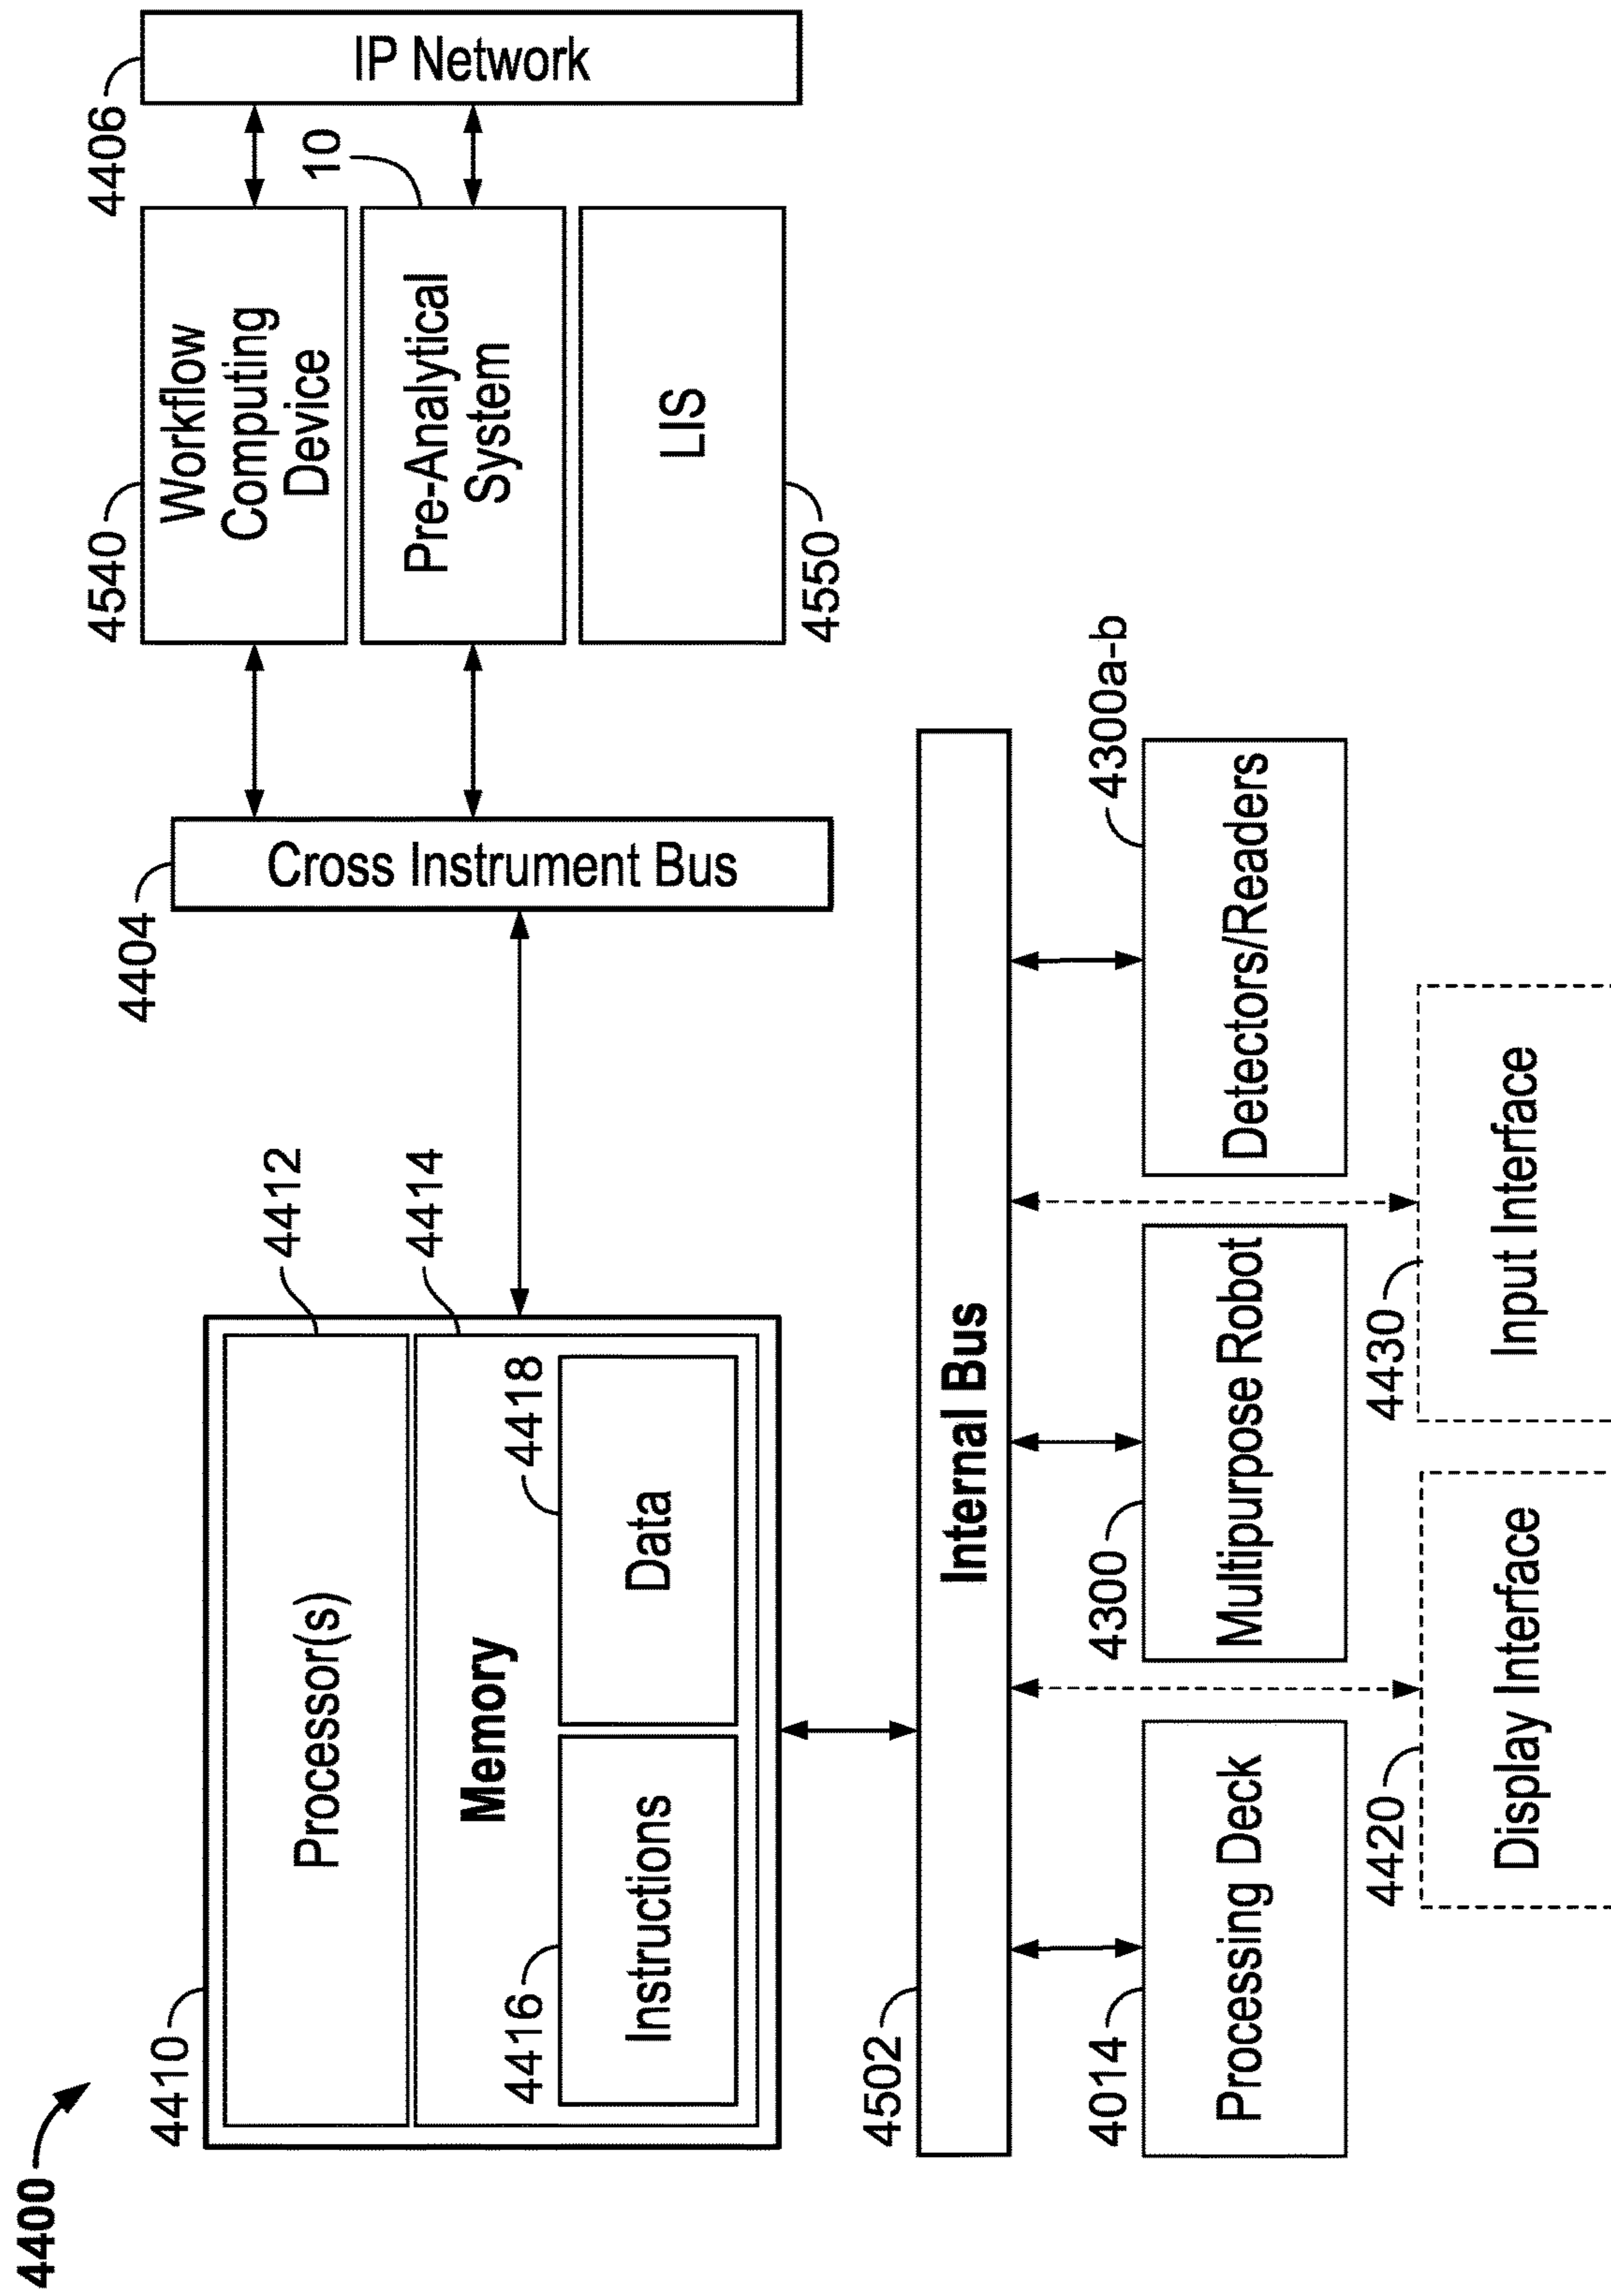 4400
4410
Processor(s)
4412
Memory
4414
4416
Instructions
4418
Data
4404
Cross Instrument Bus
4540
Workflow
Computing
Device
10
Pre-Analytical
System
LIS
4550
4406
IP Network
4502
Internal Bus
4014
Processing Deck
4300
Multipurpose Robot
4300a-b
Detectors/Readers
4420
Display Interface
4430
Input Interface